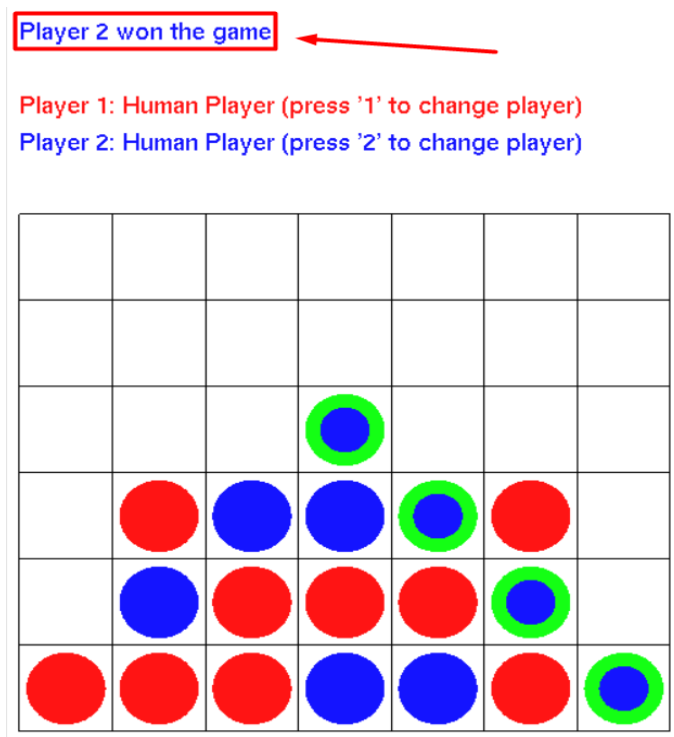 Player 2 won the game
Player 1: Human Player (press ’1’ to change player)
Player 2: Human Player (press ’2’ to change player)